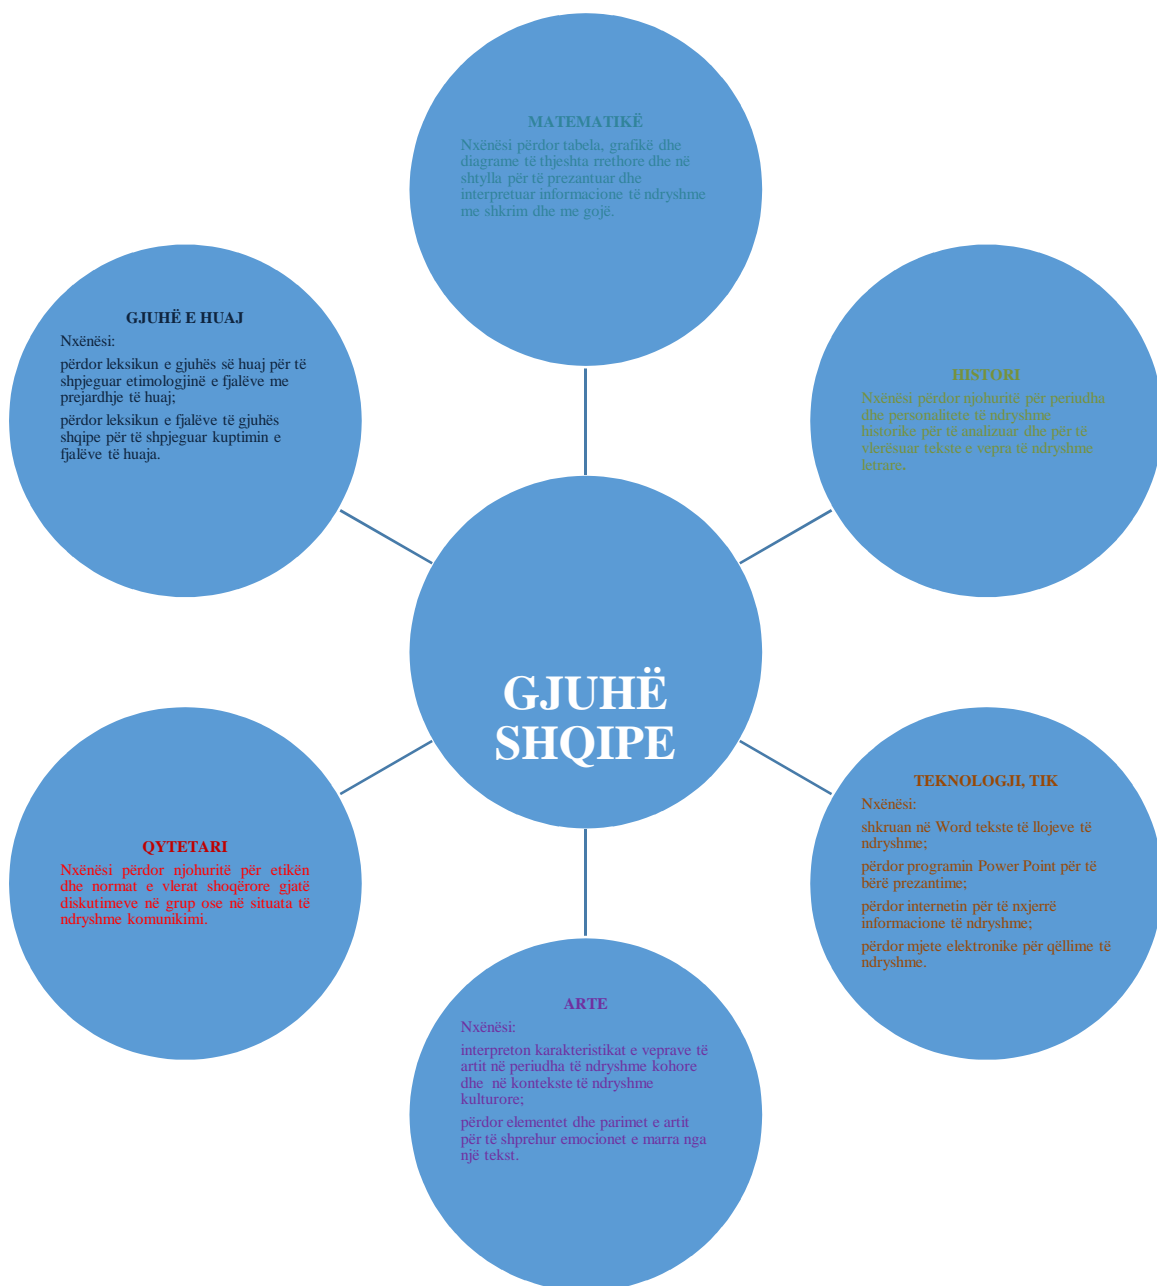 MATEMATIKË
Nxënësi përdor tabela, grafikë dhe
diagrame të thjeshta rrethore dhe në
shtylla për të prezantuar dhe
interpretuar informacione të ndryshme
me shkrim dhe me gojë.
GJUHË E HUAJ
Nxënësi:
përdor leksikun e gjuhës së huaj për të
shpjeguar etimologjinë e fjalëve me
prejardhje të huaj;
përdor leksikun e fjalëve të gjuhës
shqipe për të shpjeguar kuptimin e
fjalëve të huaja.
HISTORI
Nxënësi përdor njohuritë për periudha
dhe personalitete të ndryshme
historike për të analizuar dhe për të
vlerësuar tekste e vepra të ndryshme
letrare.
GJUHË
SHQIPE
QYTETARI
Nxënësi përdor njohuritë për etikën
dhe normat e vlerat shoqërore gjatë
diskutimeve në grup ose në situata të
ndryshme komunikimi.
TEKNOLOGJI, TIK
Nxënësi:
shkruan në Word tekste të llojeve të
ndryshme;
përdor programin Power Point për të
bërë prezantime;
përdor internetin për të nxjerrë
informacione të ndryshme;
përdor mjete elektronike për qëllime të
ndryshme.
ARTE
Nxënësi:
interpreton karakteristikat e veprave të
artit në periudha të ndryshme kohore
dhe në kontekste të ndryshme
kulturore;
përdor elementet dhe parimet e artit
për të shprehur emocionet e marra nga
një tekst.